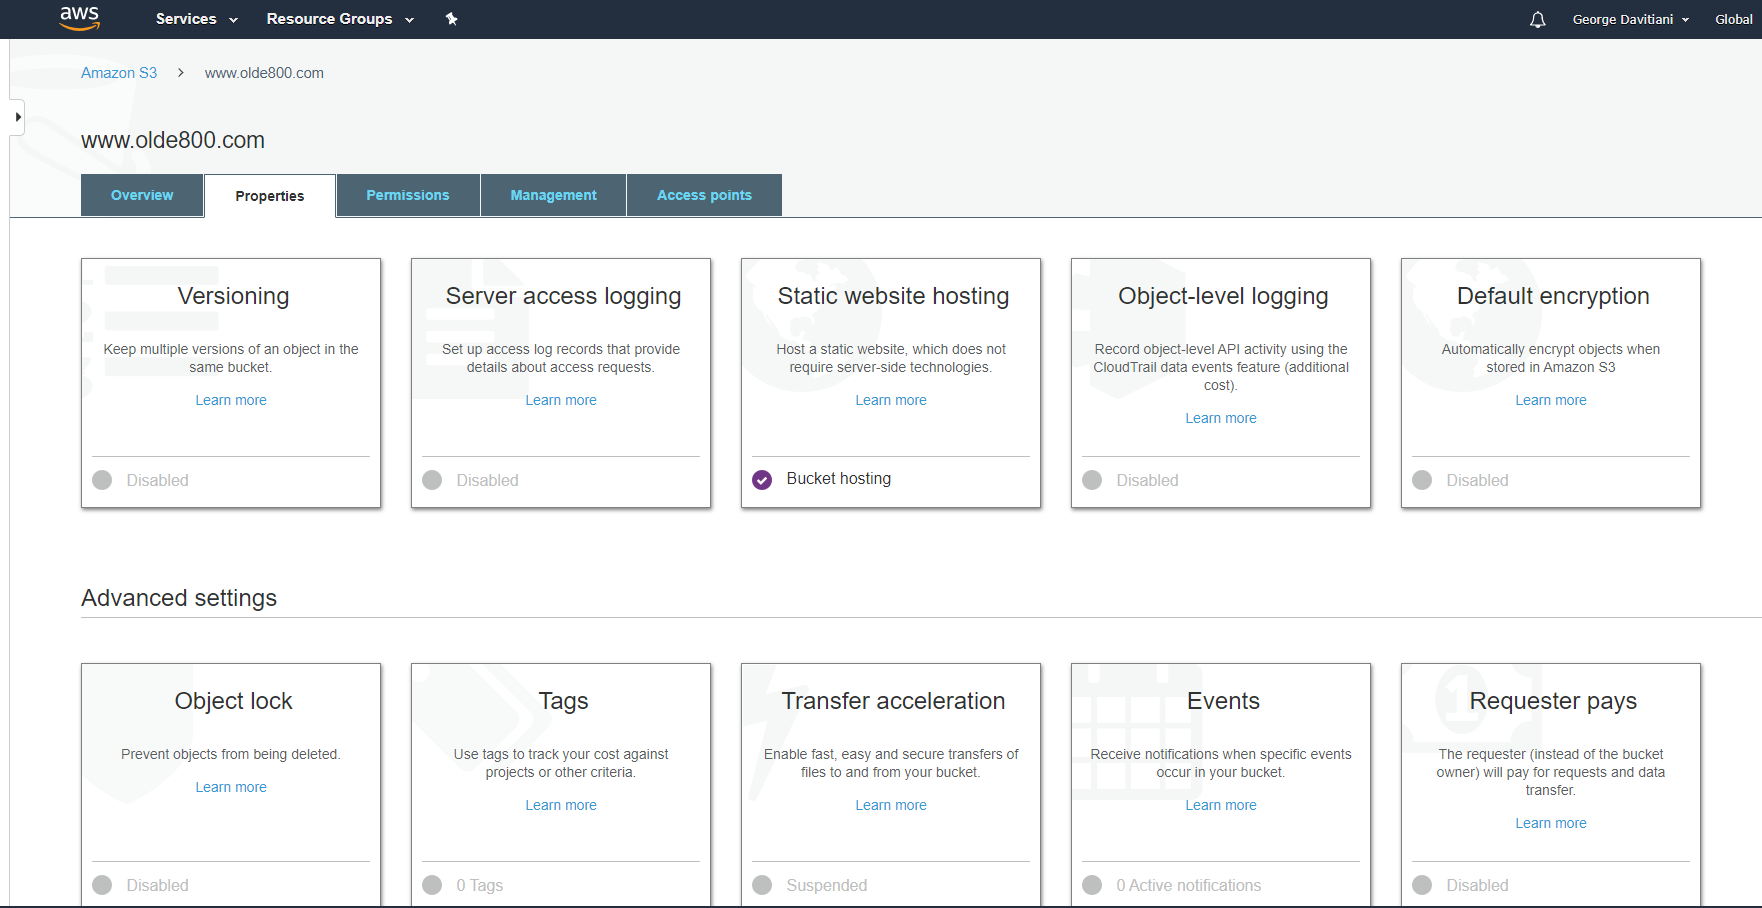 aws Services Resource Groups George Davitiani Global
Amazon S3 > www.olde800.com
www.olde800.com
Overview Properties Permissions Management Access points
Versioning
Keep multiple versions of an object in the
same bucket.
Learn more
Disabled
Server access logging
Set up access log records that provide
details about access requests.
Learn more
Disabled
Static website hosting
Host a static website, which does not
require server-side technologies.
Learn more
Bucket hosting
Object-level logging
Record object-level API activity using the
CloudTrail data events feature (additional
cost).
Learn more
Disabled
Default encryption
Automatically encrypt objects when
stored in Amazon S3
Learn more
Disabled
Advanced settings
Object lock
Prevent objects from being deleted.
Learn more
Disabled
Tags
Use tags to track your cost against
projects or other criteria.
Learn more
0 Tags
Transfer acceleration
Enable fast, easy and secure transfers of
files to and from your bucket.
Learn more
Suspended
Events
Receive notifications when specific events
occur in your bucket.
Learn more
0 Active notifications
Requester pays
The requester (instead of the bucket
owner) will pay for requests and data
transfer.
Learn more
Disabled